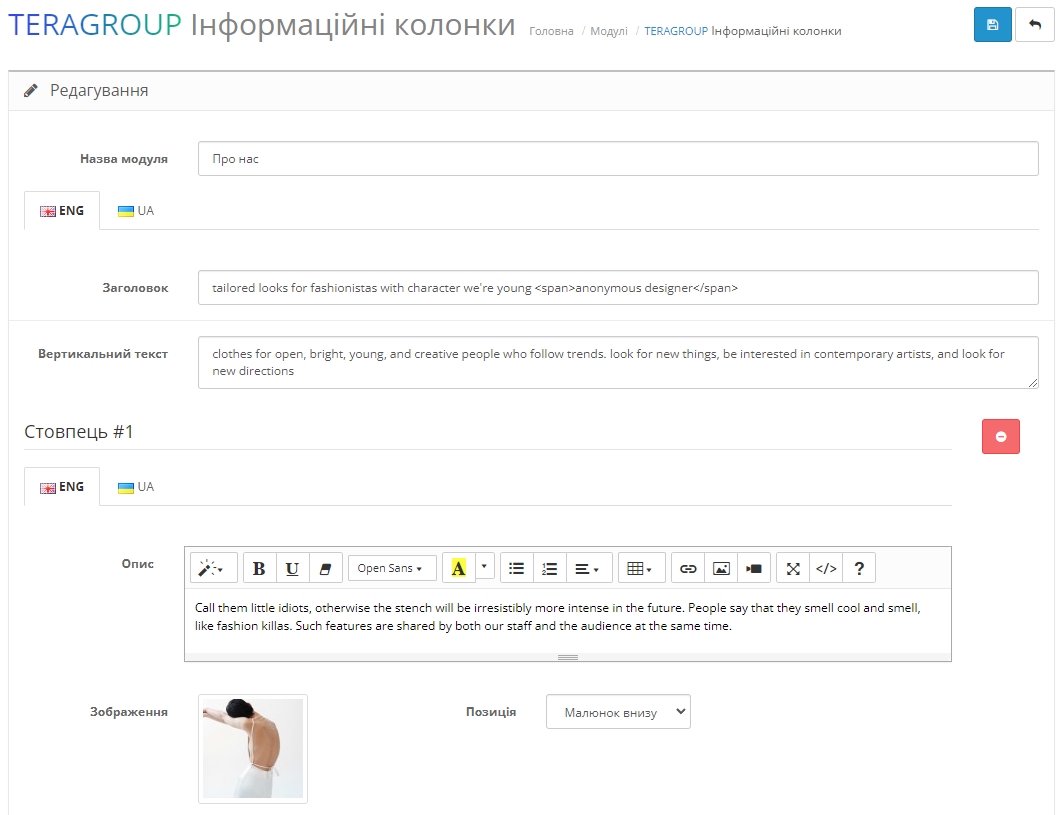 TERAGROUP Інформаційні колонки
Головна / Модулі / TERAGROUP Інформаційні колонки
Редагування
Назва модуля
Про нас
ENG UA
Заголовок
tailored looks for fashionistas with character we're young <span>anonymous designer</span>
Вертикальний текст
clothes for open, bright, young, and creative people who follow trends. look for new things, be interested in contemporary artists, and look for
new directions
Стовпець #1
ENG UA
Опис
B U Open Sans A </> ?
Call them little idiots, otherwise the stench will be irresistibly more intense in the future. People say that they smell cool and smell,
like fashion killas. Such features are shared by both our staff and the audience at the same time.
Зображення
Позиція
Малюнок внизу